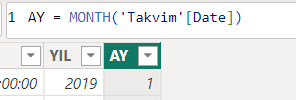 1 AY = MONTH('Takvim'[Date])
YIL AY
:00:00 2019 1